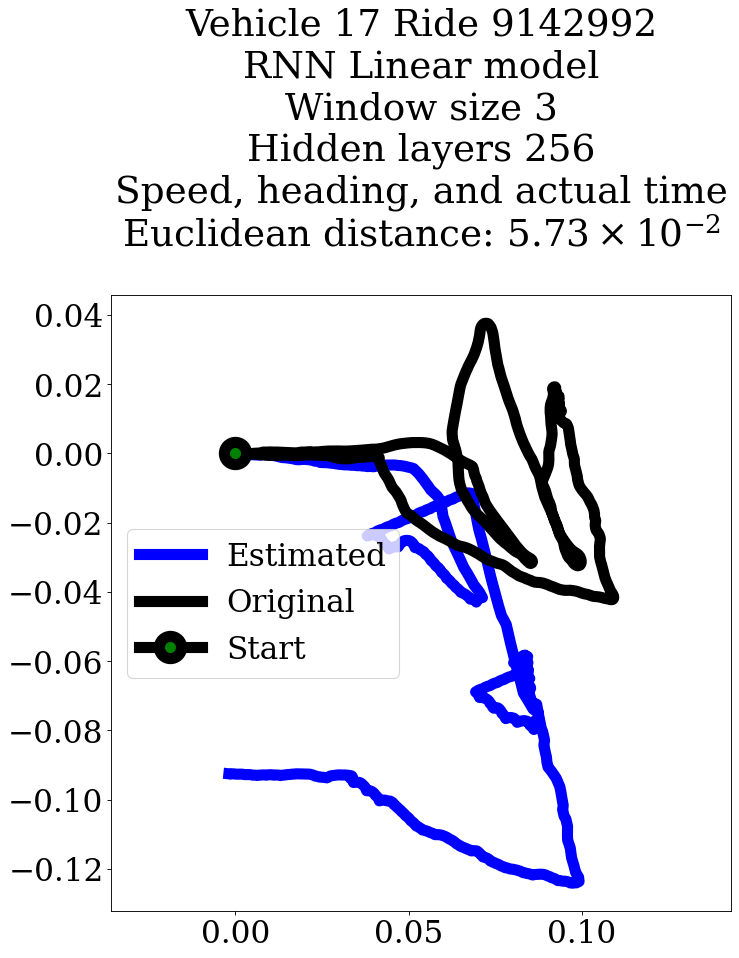 Vehicle 17 Ride 9142992
RNN Linear model
Window size 3
Hidden layers 256
Speed, heading, and actual time
Euclidean distance: 5.73 × 10⁻²
0.04
0.02
0.00
−0.02
−0.04
−0.06
−0.08
−0.10
−0.12
Estimated
Original
Start
0.00 0.05 0.10